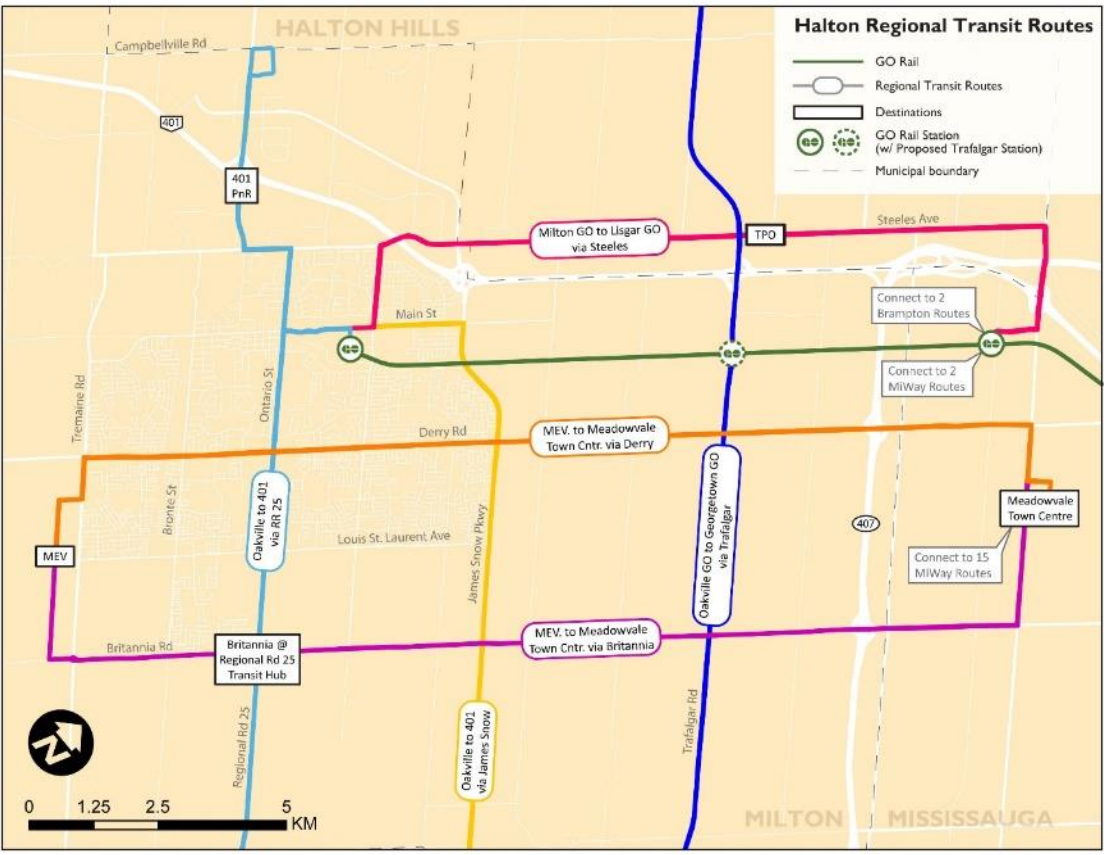 HALTON HILLS
Halton Regional Transit Routes
GO Rail
Regional Transit Routes
Destinations
GO
GO
GO Rail Station
(w/ Proposed Trafalgar Station)
Municipal boundary
Campbellville Rd
401
401
PnR
Milton GO to Lisgar GO
via Steeles
TPO
Steeles Ave
Connect to 2
Brampton Routes
Main St
GO
GO
GO
Connect to 2
MiWay Routes
Tremaine Rd
Ontario St
Derry Rd
MEV. to Meadowvale
Town Cntr. via Derry
Bronte St
Oakville to 401
via RR 25
James Snow Pkwy
Oakville GO to Georgetown GO
via Trafalgar
Meadowvale
Town Centre
407
Louis St. Laurent Ave
MEV
Connect to 15
MiWay Routes
Britannia Rd
Britannia @
Regional Rd 25
Transit Hub
MEV. to Meadowvale
Town Cntr. via Britannia
Regional Rd 25
Oakville to 401
via James Snow
Trafalgar Rd
N
0 1.25 2.5 5
KM
MILTON
MISSISSAUGA